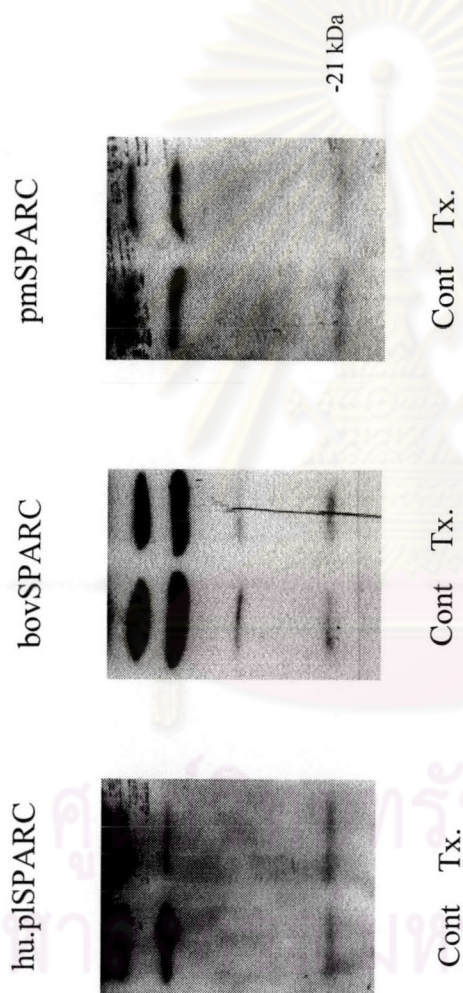 pmSPARC
-21 kDa
Cont Tx.
bovSPARC
Cont Tx.
hu.plSPARC
Cont Tx.